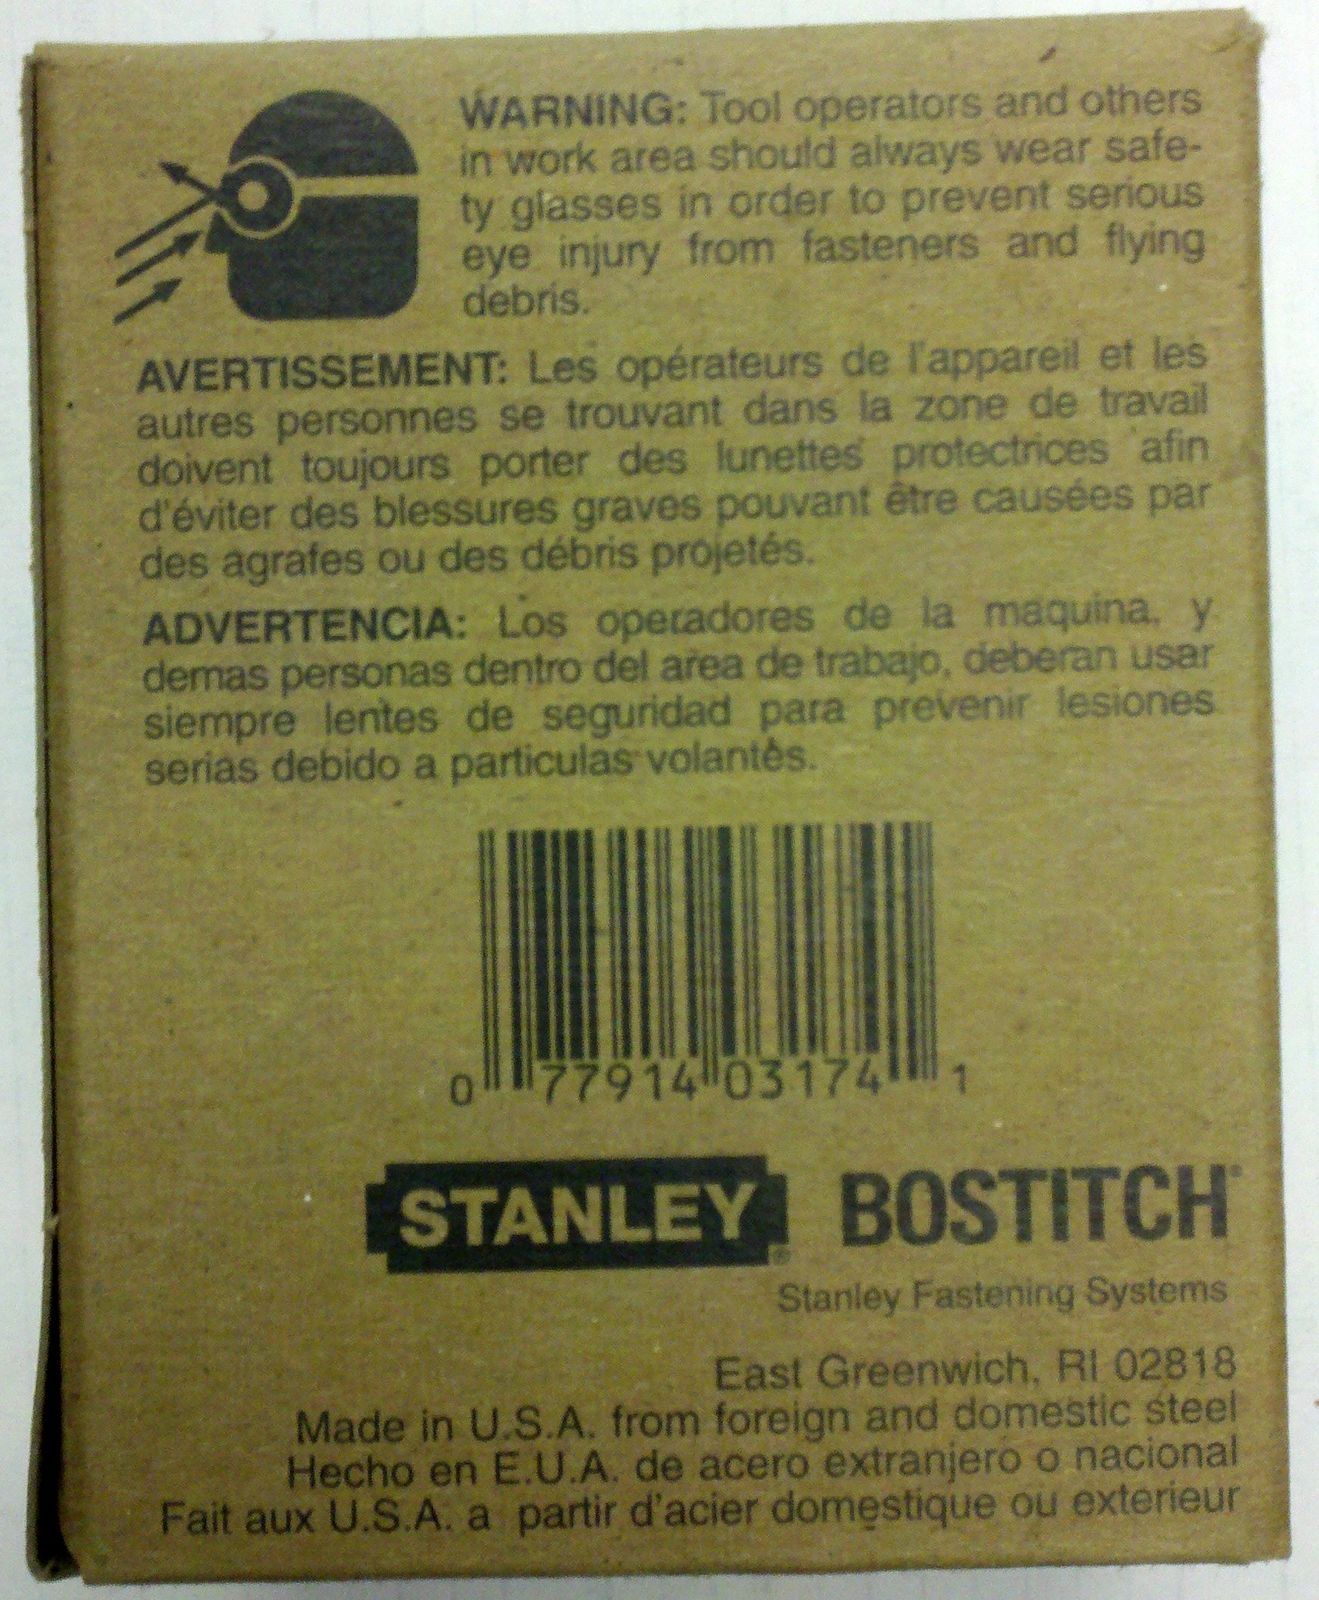 WARNING: Tool operators and others
in work area should always wear safe-
ty glasses in order to prevent serious
eye injury from fasteners and flying
debris.
AVERTISSEMENT: Les opérateurs de l'appareil et les
autres personnes se trouvant dans la zone de travail
doivent toujours porter des lunettes protectrices afin
d'éviter des blessures graves pouvant être causées par
des agrafes ou des débris projetés.
ADVERTENCIA: Los operadores de la maquina, y
demas personas dentro del area de trabajo, deberan usar
siempre lentes de seguridad para prevenir lesiones
serias debido a particulas volantes.
0 77914 03174 1
STANLEY® BOSTITCH®
Stanley Fastening Systems
East Greenwich, RI 02818
Made in U.S.A. from foreign and domestic steel
Hecho en E.U.A. de acero extranjero o nacional
Fait aux U.S.A. a partir d'acier domestique ou exterieur